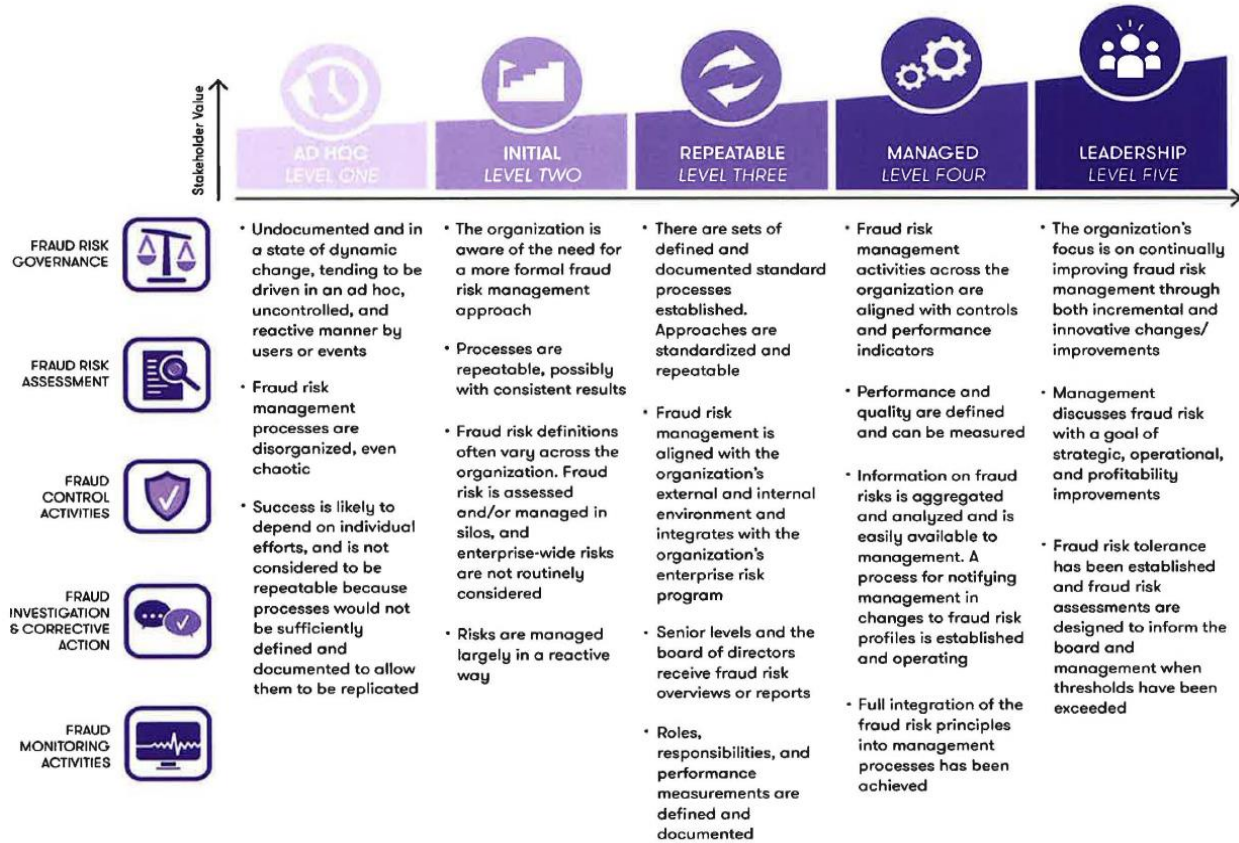 Stakeholder Value
AD HOC
LEVEL ONE
INITIAL
LEVEL TWO
REPEATABLE
LEVEL THREE
MANAGED
LEVEL FOUR
LEADERSHIP
LEVEL FIVE
FRAUD RISK
GOVERNANCE
FRAUD RISK
ASSESSMENT
FRAUD
CONTROL
ACTIVITIES
FRAUD
INVESTIGATION
& CORRECTIVE
ACTION
FRAUD
MONITORING
ACTIVITIES
• Undocumented and in
a state of dynamic
change, tending to be
driven in an ad hoc,
uncontrolled, and
reactive manner by
users or events
• Fraud risk
management
processes are
disorganized, even
chaotic
• Success is likely to
depend on individual
efforts, and is not
considered to be
repeatable because
processes would not
be sufficiently
defined and
documented to allow
them to be replicated
• The organization is
aware of the need for
a more formal fraud
risk management
approach
• Processes are
repeatable, possibly
with consistent results
• Fraud risk definitions
often vary across the
organization. Fraud
risk is assessed
and/or managed in
silos, and
enterprise-wide risks
are not routinely
considered
• Risks are managed
largely in a reactive
way
• There are sets of
defined and
documented standard
processes
established.
Approaches are
standardized and
repeatable
• Fraud risk
management is
aligned with the
organization's
external and internal
environment and
integrates with the
organization's
enterprise risk
program
• Senior levels and the
board of directors
receive fraud risk
overviews or reports
• Roles,
responsibilities, and
performance
measurements are
defined and
documented
• Fraud risk
management
activities across the
organization are
aligned with controls
and performance
indicators
• Performance and
quality are defined
and can be measured
• Information on fraud
risks is aggregated
and analyzed and is
easily available to
management. A
process for notifying
management in
changes to fraud risk
profiles is established
and operating
• Full integration of the
fraud risk principles
into management
processes has been
achieved
• The organization's
focus is on continually
improving fraud risk
management through
both incremental and
innovative changes/
improvements
• Management
discusses fraud risk
with a goal of
strategic, operational,
and profitability
improvements
• Fraud risk tolerance
has been established
and fraud risk
assessments are
designed to inform the
board and
management when
thresholds have been
exceeded